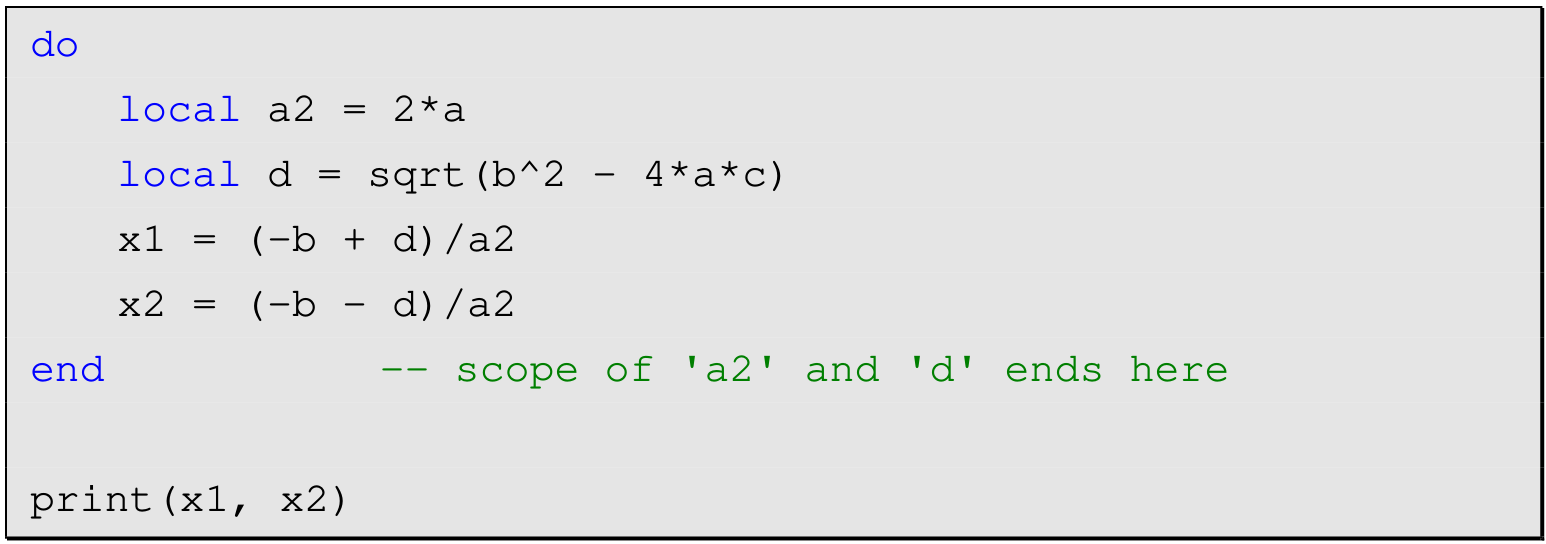 do
    local a2 = 2*a
    local d = sqrt(b^2 - 4*a*c)
    x1 = (-b + d)/a2
    x2 = (-b - d)/a2
end           -- scope of 'a2' and 'd' ends here

print(x1, x2)